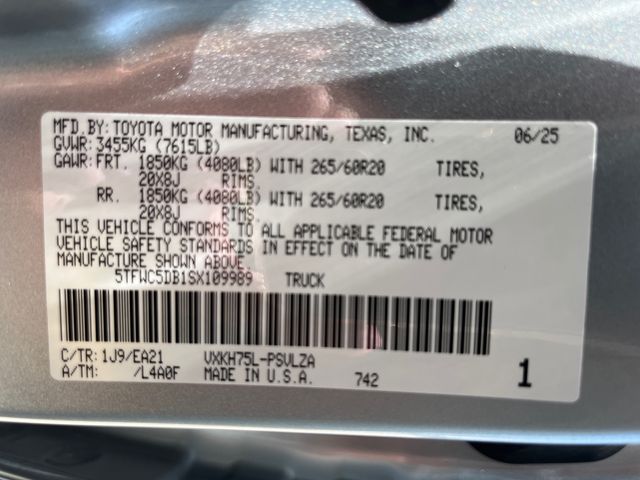 MFD.BY: TOYOTA MOTOR MANUFACTURING, TEXAS, INC. 06/25
GVWR: 3455KG (7615LB)
GAWR: FRT. 1850KG (4080LB) WITH 265/60R20 TIRES,
20X8J RIMS.
RR. 1850KG (4080LB) WITH 265/60R20 TIRES,
20X8J RIMS.
THIS VEHICLE CONFORMS TO ALL APPLICABLE FEDERAL MOTOR
VEHICLE SAFETY STANDARDS IN EFFECT ON THE DATE OF
MANUFACTURE SHOWN ABOVE.
5TFWC5DB1SX109989 TRUCK
C/TR: 1J9/EA21 VXKH75L-PSVLZA
A/TM: /L4A0F MADE IN U.S.A. 742 1